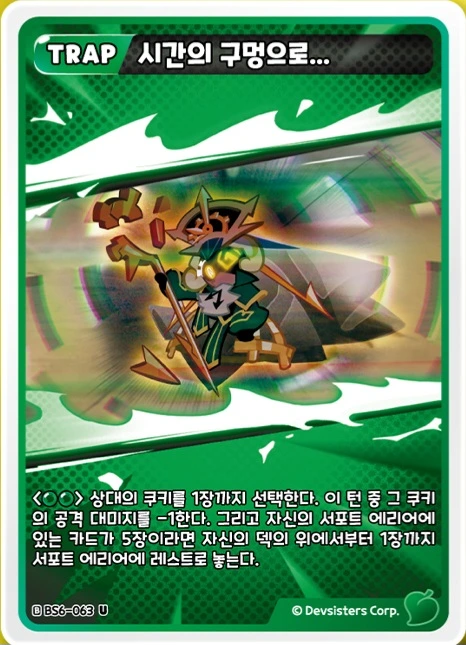 TRAP 시간의 구멍으로...
<●●> 상대의 쿠키를 1장까지 선택한다. 이 턴 중 그 쿠키
의 공격 대미지를 -1한다. 그리고 자신의 서포트 에리어에
있는 카드가 5장이라면 자신의 덱의 위에서부터 1장까지
서포트 에리어에 레스트로 놓는다.
B BS6-063 U
© Devsisters Corp.